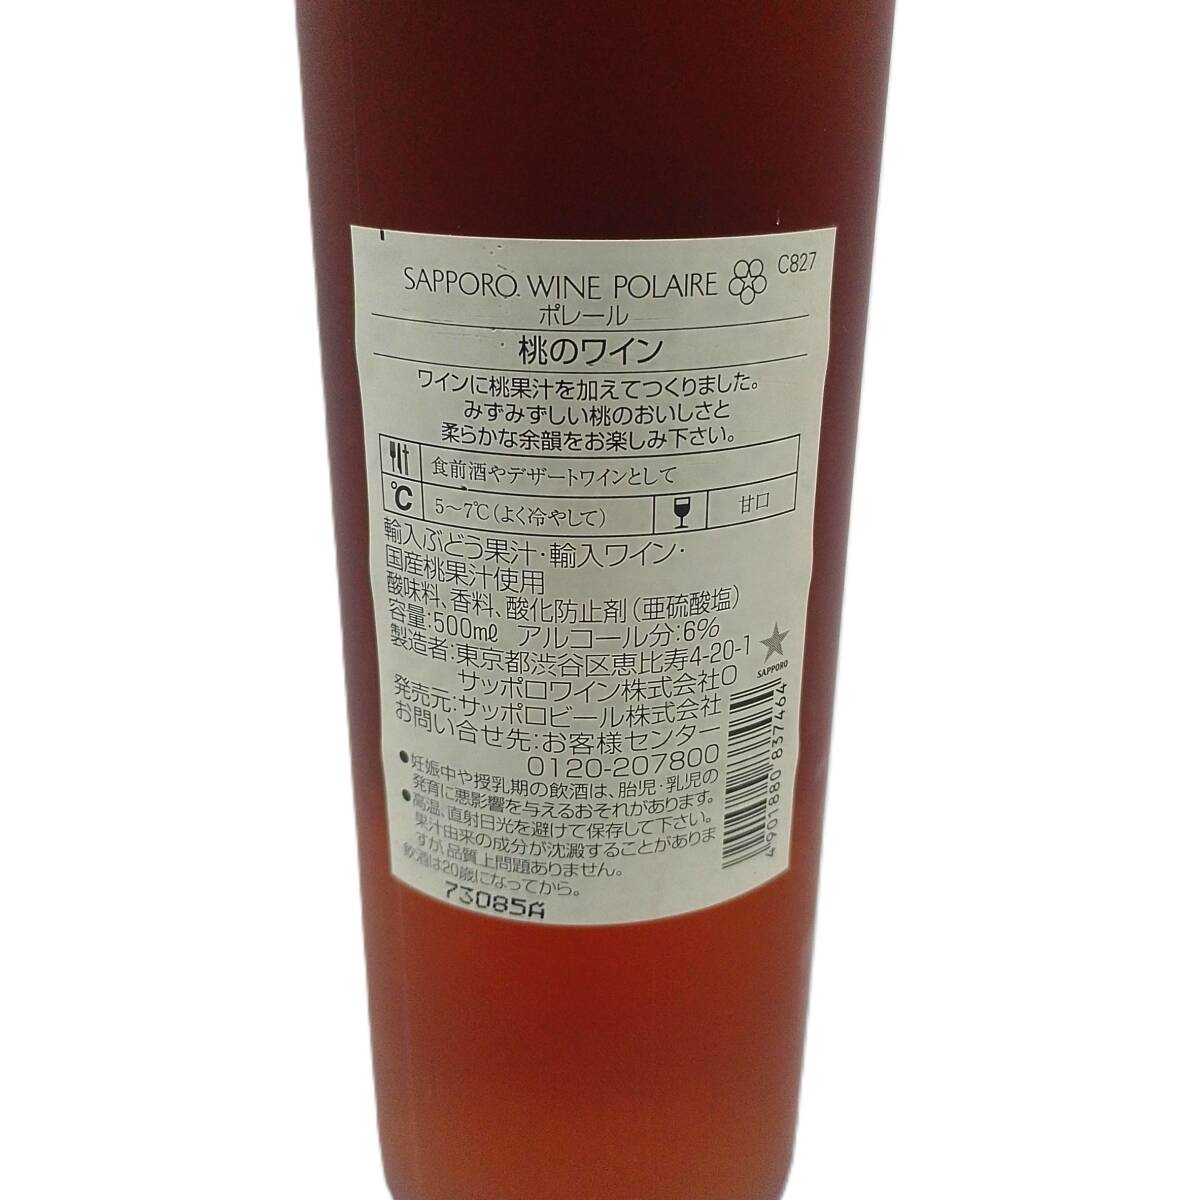 SAPPORO WINE POLAIRE
C827
ポレール
桃のワイン
ワインに桃果汁を加えてつくりました。
みずみずしい桃のおいしさと
柔らかな余韻をお楽しみ下さい。
食前酒やデザートワインとして
℃ 5〜7℃(よく冷やして) 甘口
輸入ぶどう果汁・輸入ワイン・
国産桃果汁使用
酸味料、香料、酸化防止剤(亜硫酸塩)
容量:500mℓ アルコール分:6%
製造者:東京都渋谷区恵比寿4-20-1
サッポロワイン株式会社O
SAPPORO
発売元:サッポロビール株式会社
お問い合せ先:お客様センター
0120-207800
●妊娠中や授乳期の飲酒は、胎児・乳児の
発育に悪影響を与えるおそれがあります。
●高温、直射日光を避けて保存して下さい。
果汁由来の成分が沈澱することがありま
すが品質上問題ありません。
飲酒は20歳になってから。
4901880837464
73085A